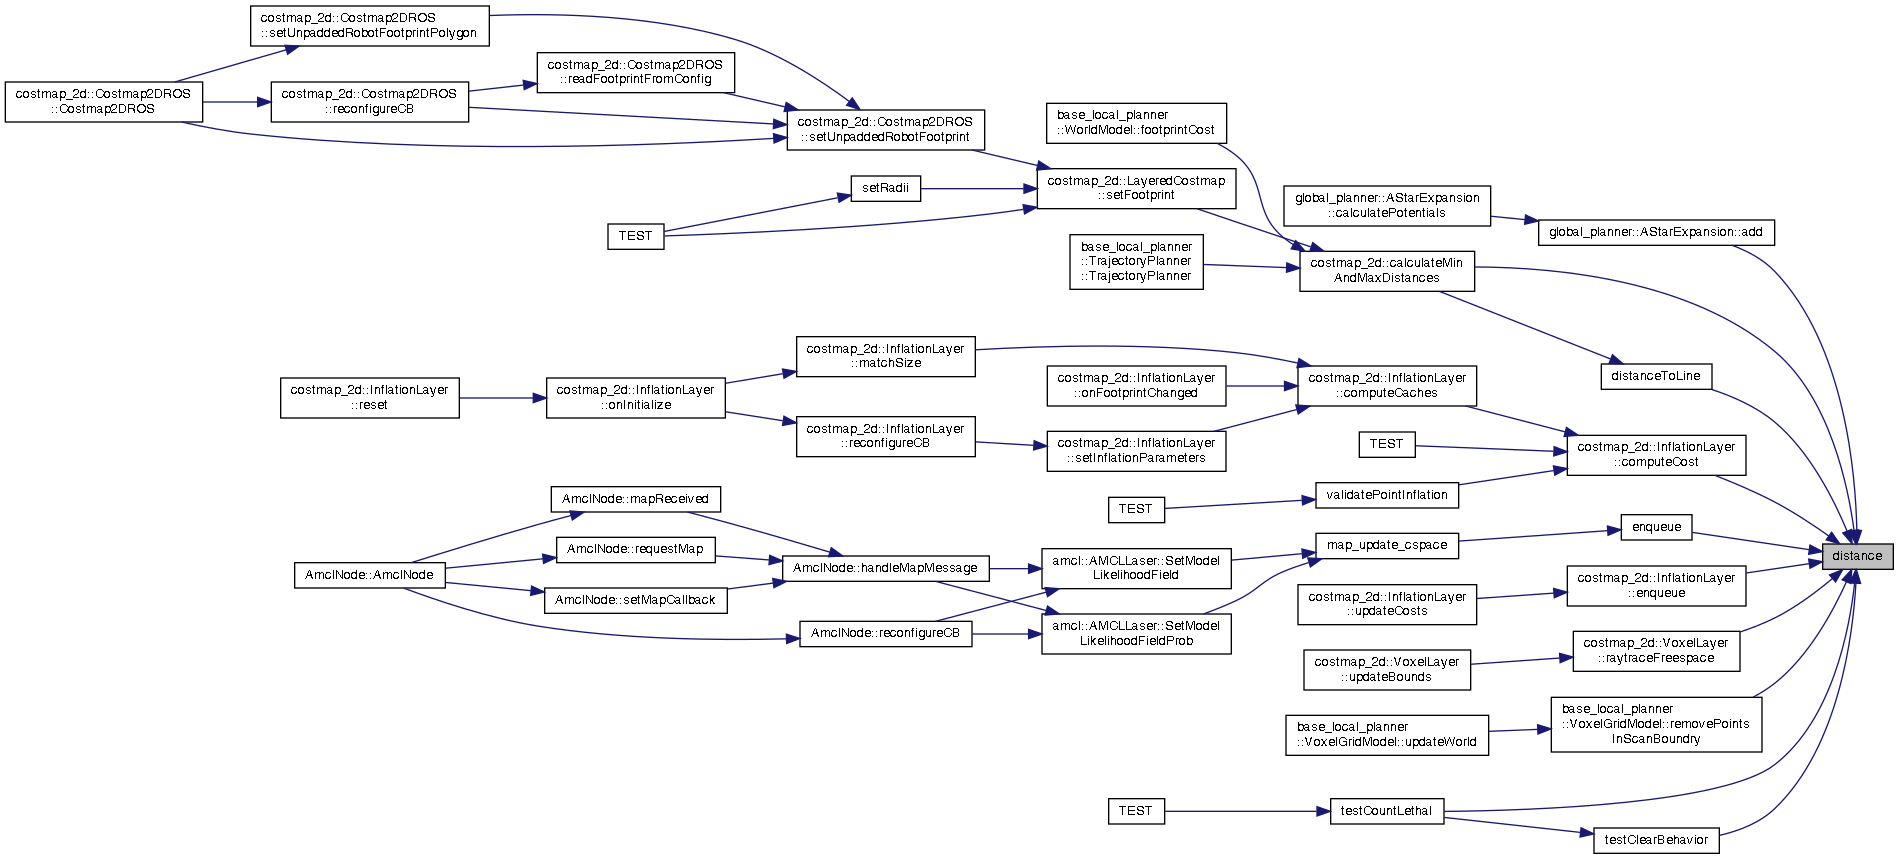 costmap_2d::Costmap2DROS
::setUnpaddedRobotFootprintPolygon
costmap_2d::Costmap2DROS
::readFootprintFromConfig
costmap_2d::Costmap2DROS
::Costmap2DROS
costmap_2d::Costmap2DROS
::reconfigureCB
costmap_2d::Costmap2DROS
::setUnpaddedRobotFootprint
base_local_planner
::WorldModel::footprintCost
setRadii
costmap_2d::LayeredCostmap
::setFootprint
TEST
global_planner::AStarExpansion
::calculatePotentials
global_planner::AStarExpansion::add
base_local_planner
::TrajectoryPlanner
::TrajectoryPlanner
costmap_2d::calculateMin
AndMaxDistances
distanceToLine
costmap_2d::InflationLayer
::matchSize
costmap_2d::InflationLayer
::reset
costmap_2d::InflationLayer
::onInitialize
costmap_2d::InflationLayer
::onFootprintChanged
costmap_2d::InflationLayer
::computeCaches
costmap_2d::InflationLayer
::reconfigureCB
costmap_2d::InflationLayer
::setInflationParameters
TEST
costmap_2d::InflationLayer
::computeCost
validatePointInflation
TEST
AmclNode::mapReceived
AmclNode::requestMap
AmclNode::AmclNode
AmclNode::setMapCallback
AmclNode::handleMapMessage
AmclNode::reconfigureCB
amcl::AMCLLaser::SetModel
LikelihoodField
amcl::AMCLLaser::SetModel
LikelihoodFieldProb
map_update_cspace
enqueue
distance
costmap_2d::InflationLayer
::updateCosts
costmap_2d::InflationLayer
::enqueue
costmap_2d::VoxelLayer
::updateBounds
costmap_2d::VoxelLayer
::raytraceFreespace
base_local_planner
::VoxelGridModel::updateWorld
base_local_planner
::VoxelGridModel::removePoints
InScanBoundry
TEST
testCountLethal
testClearBehavior